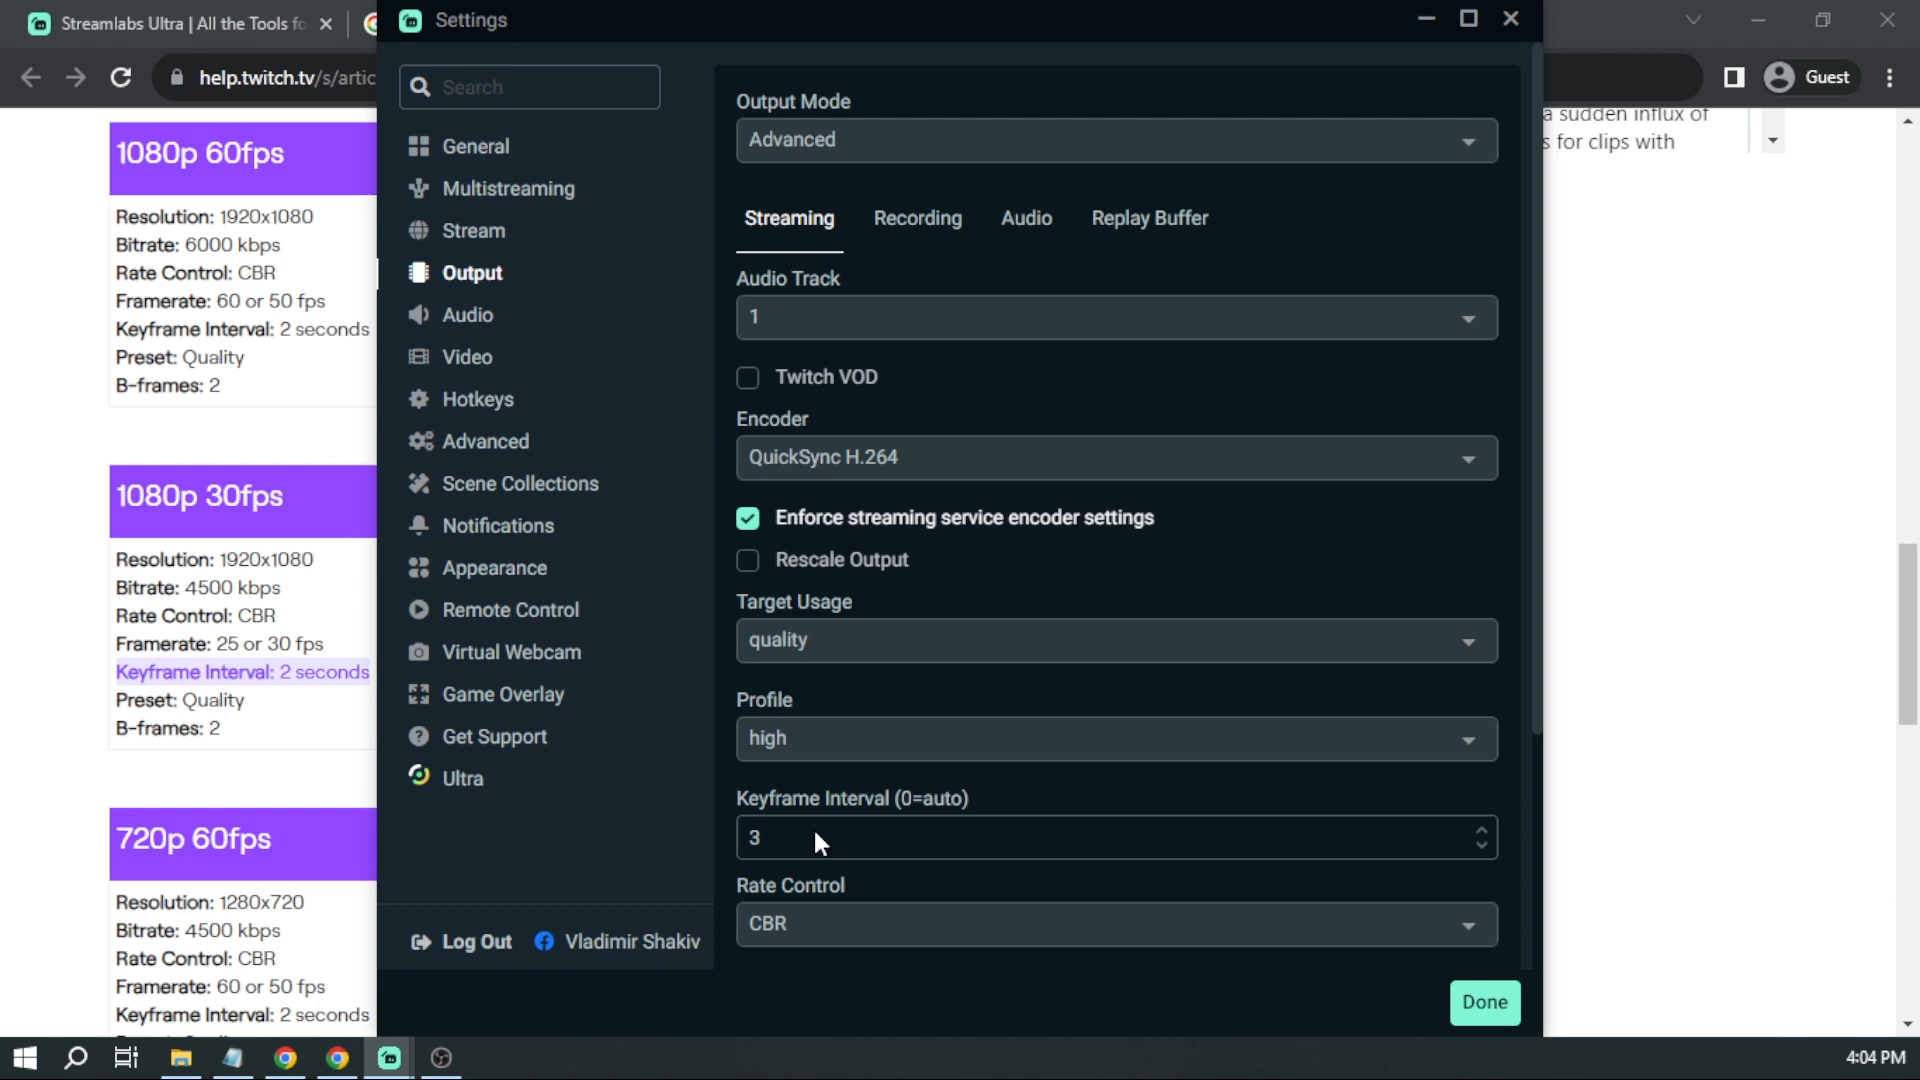 Streamlabs Ultra | All the Tools fo
Settings
help.twitch.tv/s/artic
Guest
1080p 60fps
Resolution: 1920x1080
Bitrate: 6000 kbps
Rate Control: CBR
Framerate: 60 or 50 fps
Keyframe Interval: 2 seconds
Preset: Quality
B-frames: 2
1080p 30fps
Resolution: 1920x1080
Bitrate: 4500 kbps
Rate Control: CBR
Framerate: 25 or 30 fps
Keyframe Interval: 2 seconds
Preset: Quality
B-frames: 2
720p 60fps
Resolution: 1280x720
Bitrate: 4500 kbps
Rate Control: CBR
Framerate: 60 or 50 fps
Keyframe Interval: 2 seconds
Search
General
Multistreaming
Stream
Output
Audio
Video
Hotkeys
Advanced
Scene Collections
Notifications
Appearance
Remote Control
Virtual Webcam
Game Overlay
Get Support
Ultra
Log Out
Vladimir Shakiv
Output Mode
Advanced
Streaming
Recording
Audio
Replay Buffer
Audio Track
1
Twitch VOD
Encoder
QuickSync H.264
Enforce streaming service encoder settings
Rescale Output
Target Usage
quality
Profile
high
Keyframe Interval (0=auto)
3
Rate Control
CBR
Done
a sudden influx of
s for clips with
4:04 PM